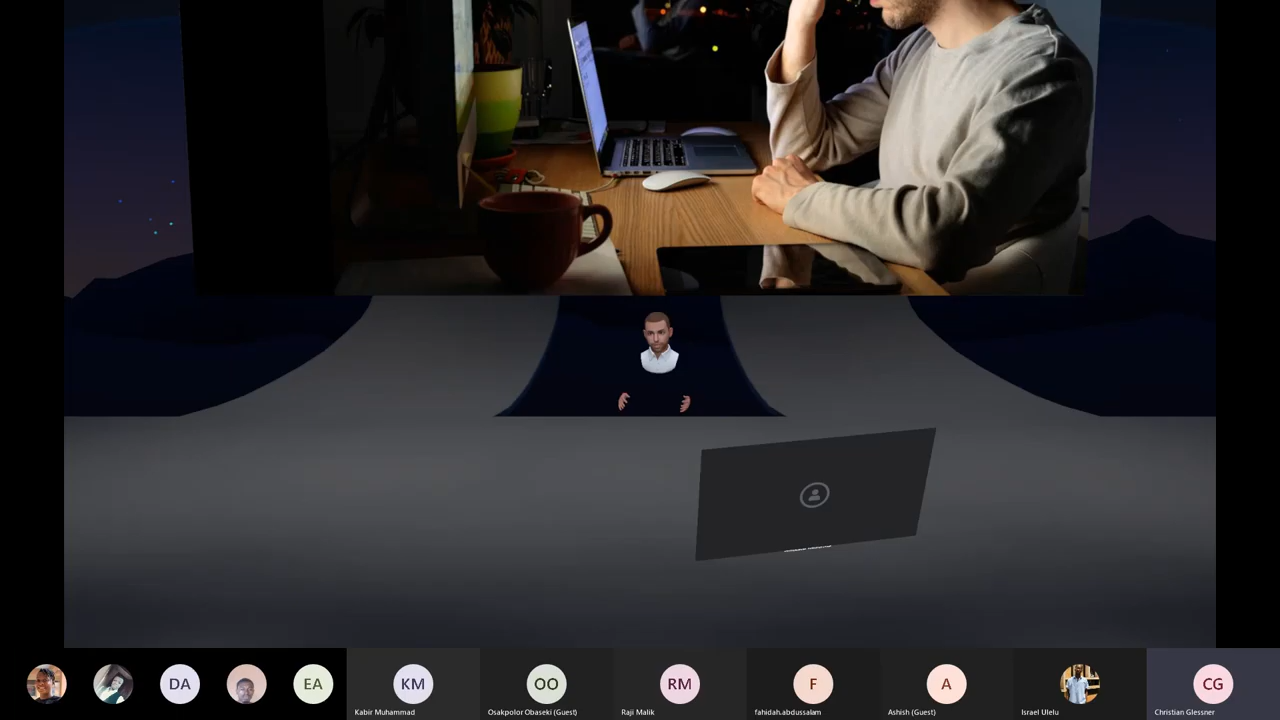 DA
EA
KM
OO
RM
F
A
CG
Kabir Muhammad
Osakpolor Obaseki (Guest)
Raji Malik
fahidah.abdussalam
Ashish (Guest)
Israel Ulelu
Christian Glessner